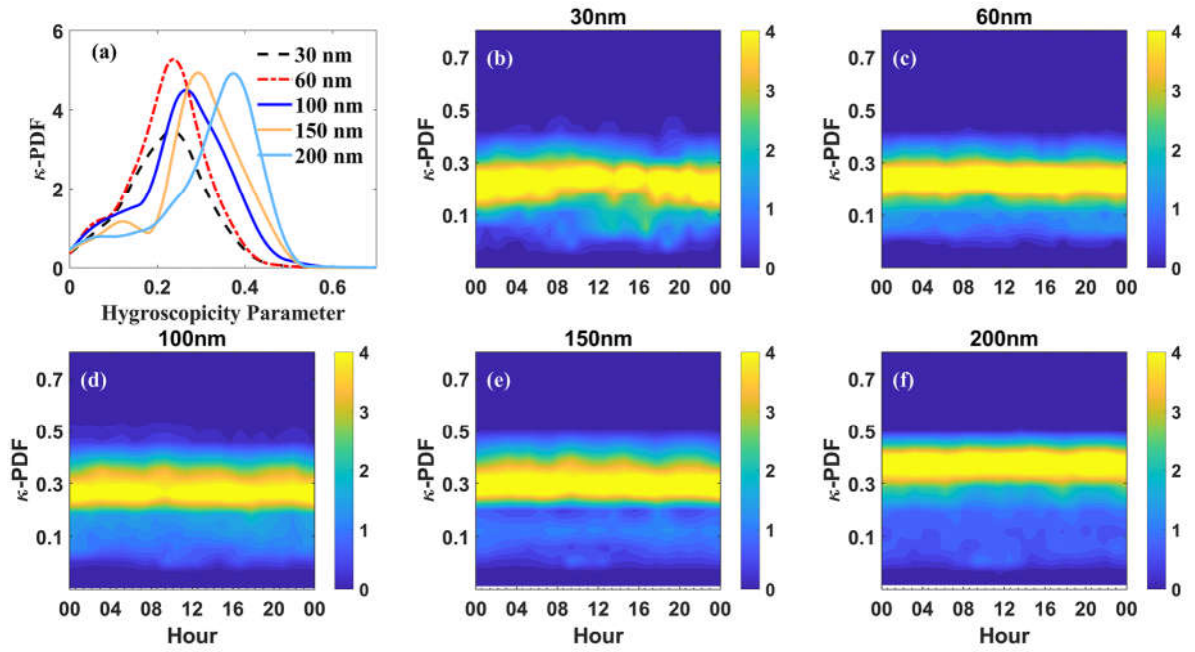 (a)
6
4
2
0
κ-PDF
0 0.2 0.4 0.6
Hygroscopicity Parameter
30 nm
60 nm
100 nm
150 nm
200 nm
30nm
(b)
κ-PDF
0.7
0.5
0.3
0.1
00 04 08 12 16 20 00
4
3
2
1
0
60nm
(c)
κ-PDF
0.7
0.5
0.3
0.1
00 04 08 12 16 20 00
4
3
2
1
0
100nm
(d)
κ-PDF
0.7
0.5
0.3
0.1
00 04 08 12 16 20 00
Hour
4
3
2
1
0
150nm
(e)
κ-PDF
0.7
0.5
0.3
0.1
00 04 08 12 16 20 00
Hour
4
3
2
1
0
200nm
(f)
κ-PDF
0.7
0.5
0.3
0.1
00 04 08 12 16 20 00
Hour
4
3
2
1
0